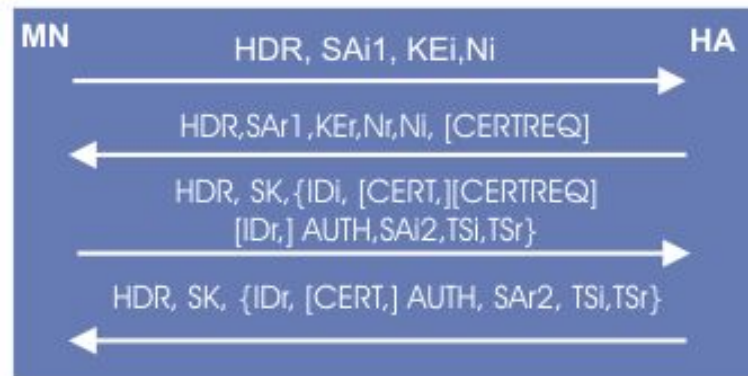 MN
HA
HDR, SAi1, KEi,Ni
HDR,SAr1,KEr,Nr,Ni, [CERTREQ]
HDR, SK,{IDi, [CERT,][CERTREQ]
[IDr,] AUTH,SAi2,TSi,TSr}
HDR, SK, {IDr, [CERT,] AUTH, SAr2, TSi,TSr}